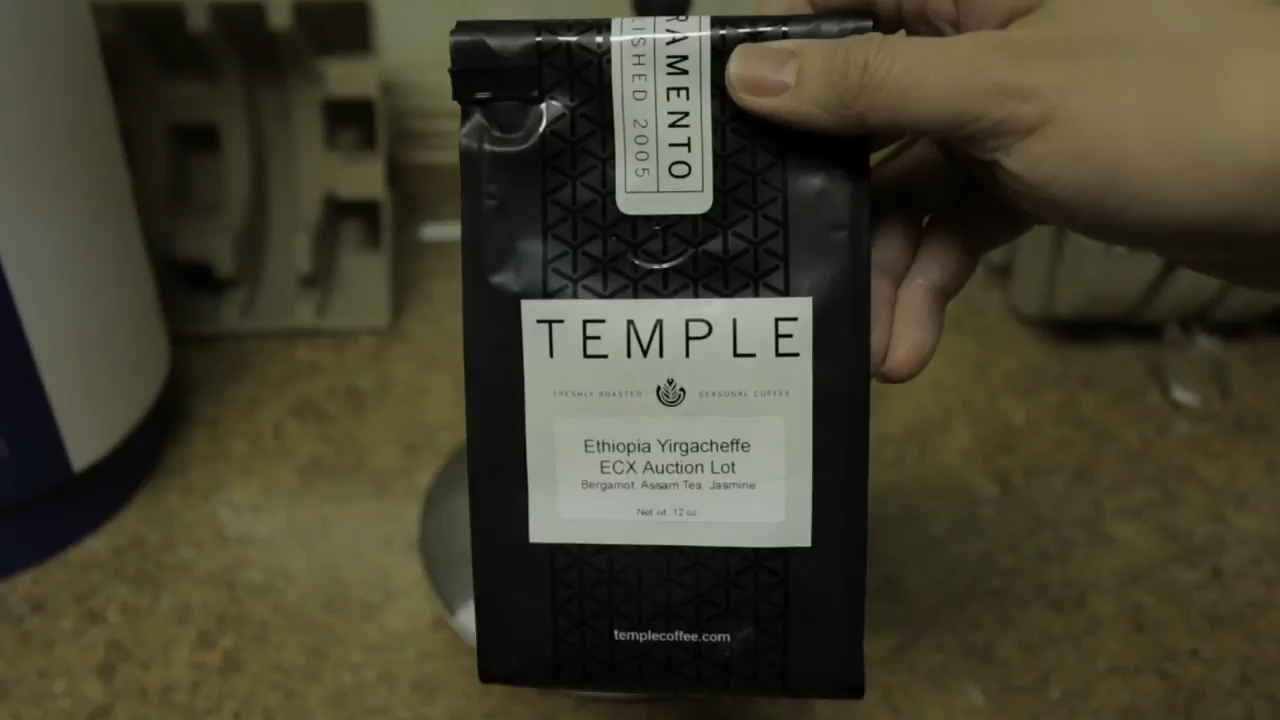 RAMENTO
LISHED 2005
TEMPLE
FRESHLY ROASTED SEASONAL COFFEE
Ethiopia Yirgacheffe
ECX Auction Lot
Bergamot, Assam Tea, Jasmine
Net wt. 12 oz
templecoffee.com